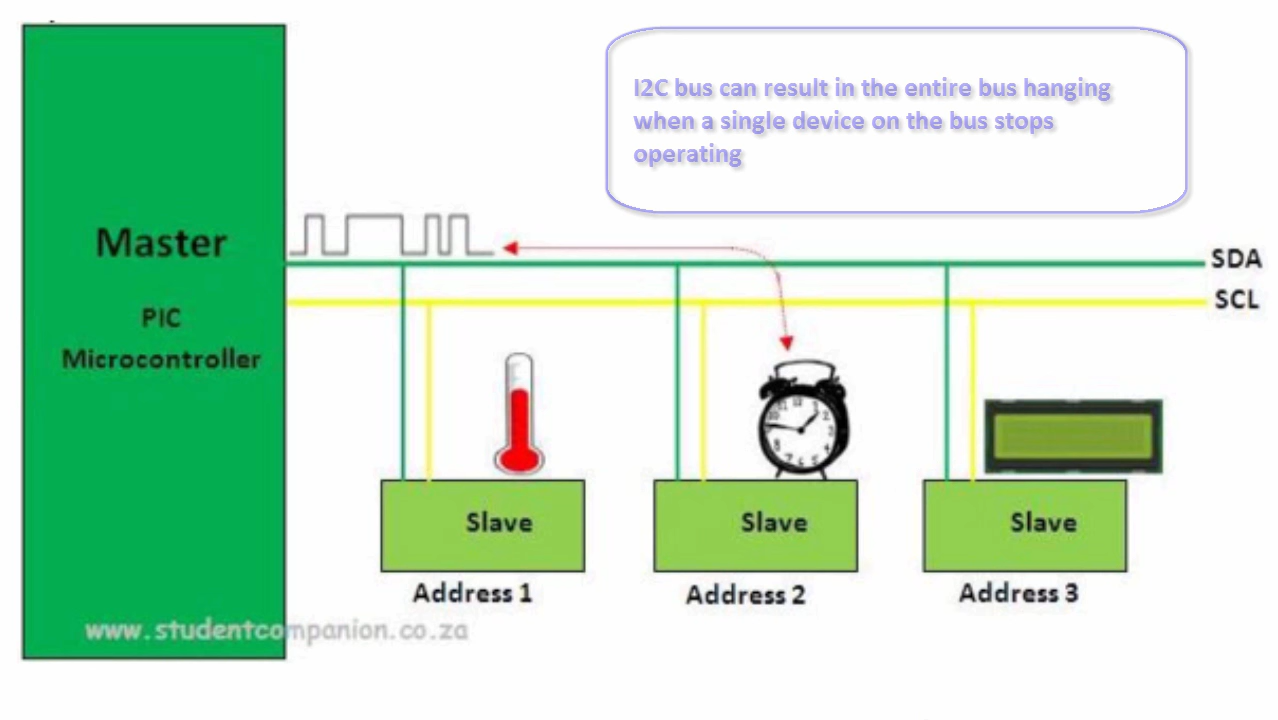 I2C bus can result in the entire bus hanging
when a single device on the bus stops
operating
Master
PIC
Microcontroller
SDA
SCL
Slave
Slave
Slave
Address 1
Address 2
Address 3
www.studentcompanion.co.za